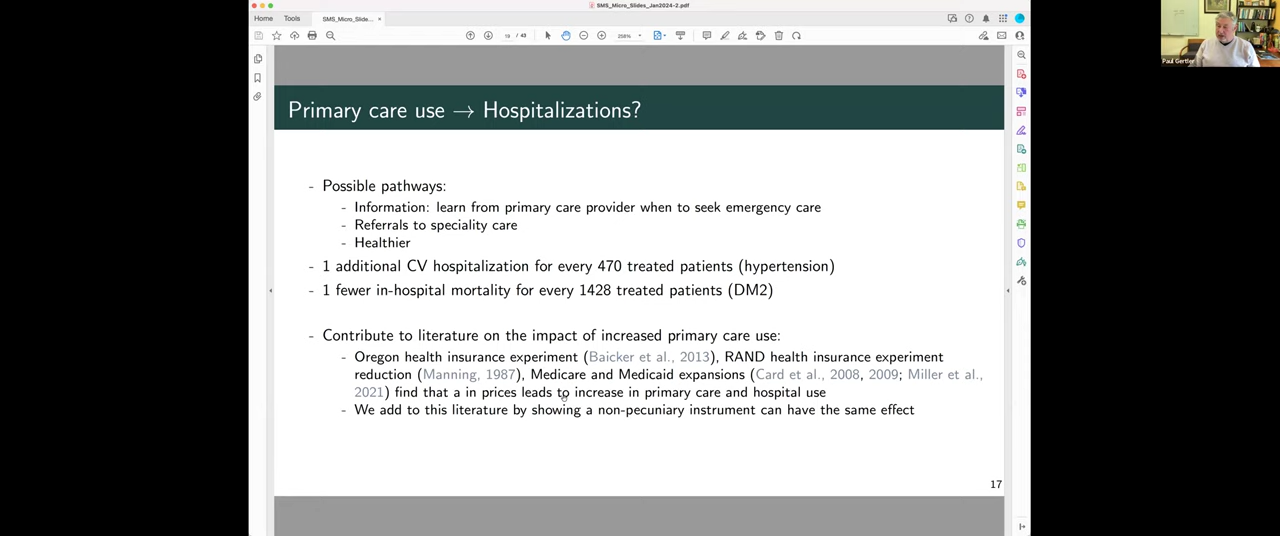 SMS_Micro_Slides_Jan2024-2.pdf
Home Tools SMS_Micro_Slide... ×
19 / 43 256%
Paul Gertler
Primary care use → Hospitalizations?
- Possible pathways:
- Information: learn from primary care provider when to seek emergency care
- Referrals to speciality care
- Healthier
- 1 additional CV hospitalization for every 470 treated patients (hypertension)
- 1 fewer in-hospital mortality for every 1428 treated patients (DM2)
- Contribute to literature on the impact of increased primary care use:
- Oregon health insurance experiment (Baicker et al., 2013), RAND health insurance experiment
reduction (Manning, 1987), Medicare and Medicaid expansions (Card et al., 2008, 2009; Miller et al.,
2021) find that a in prices leads to increase in primary care and hospital use
- We add to this literature by showing a non-pecuniary instrument can have the same effect
17